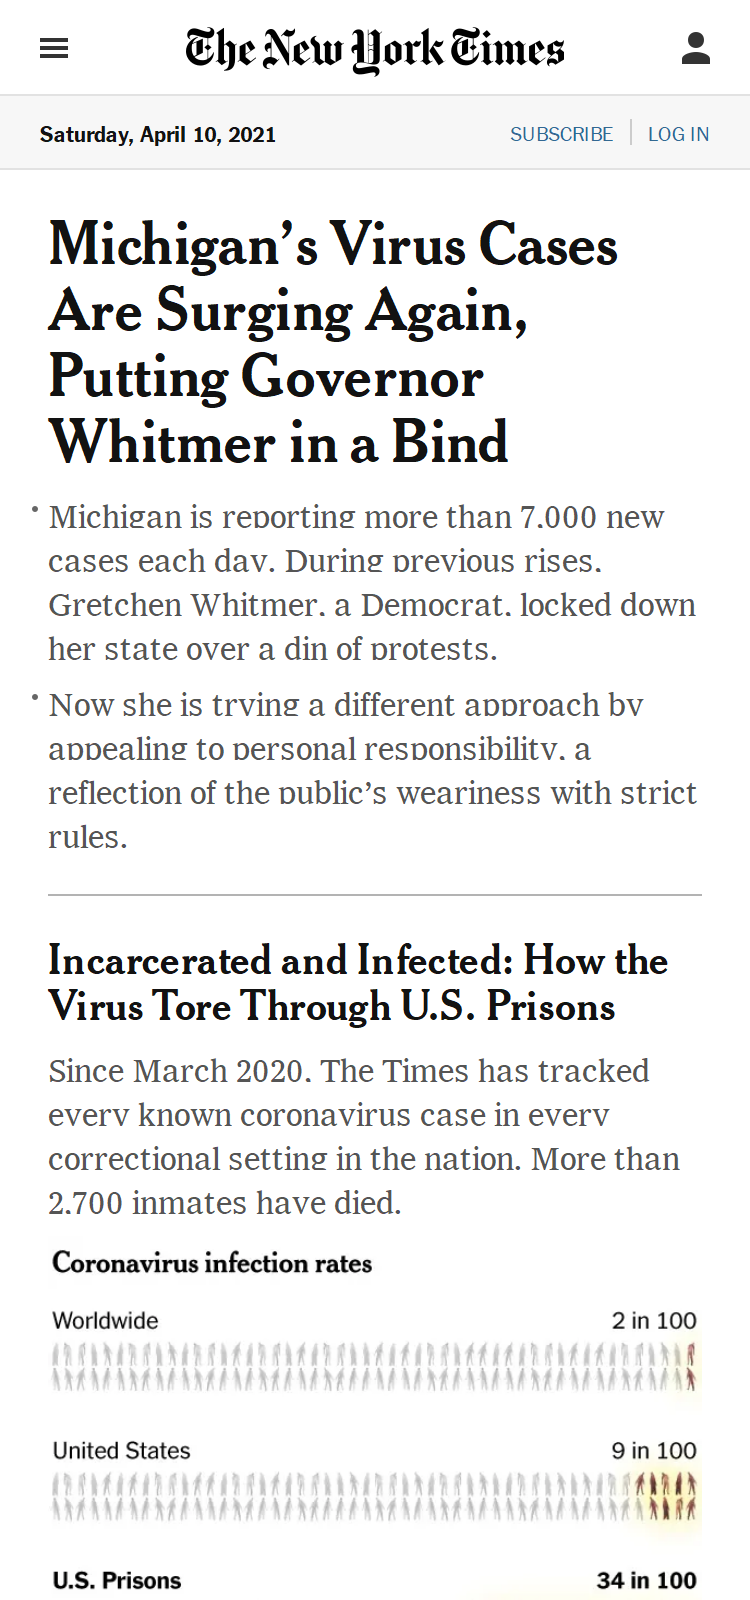 The New York Times
Saturday, April 10, 2021
SUBSCRIBE
LOG IN
Michigan’s Virus Cases
Are Surging Again,
Putting Governor
Whitmer in a Bind
• Michigan is reporting more than 7,000 new
cases each day. During previous rises,
Gretchen Whitmer, a Democrat, locked down
her state over a din of protests.
• Now she is trying a different approach by
appealing to personal responsibility, a
reflection of the public’s weariness with strict
rules.
Incarcerated and Infected: How the
Virus Tore Through U.S. Prisons
Since March 2020, The Times has tracked
every known coronavirus case in every
correctional setting in the nation. More than
2,700 inmates have died.
Coronavirus infection rates
Worldwide 2 in 100
United States 9 in 100
U.S. Prisons 34 in 100